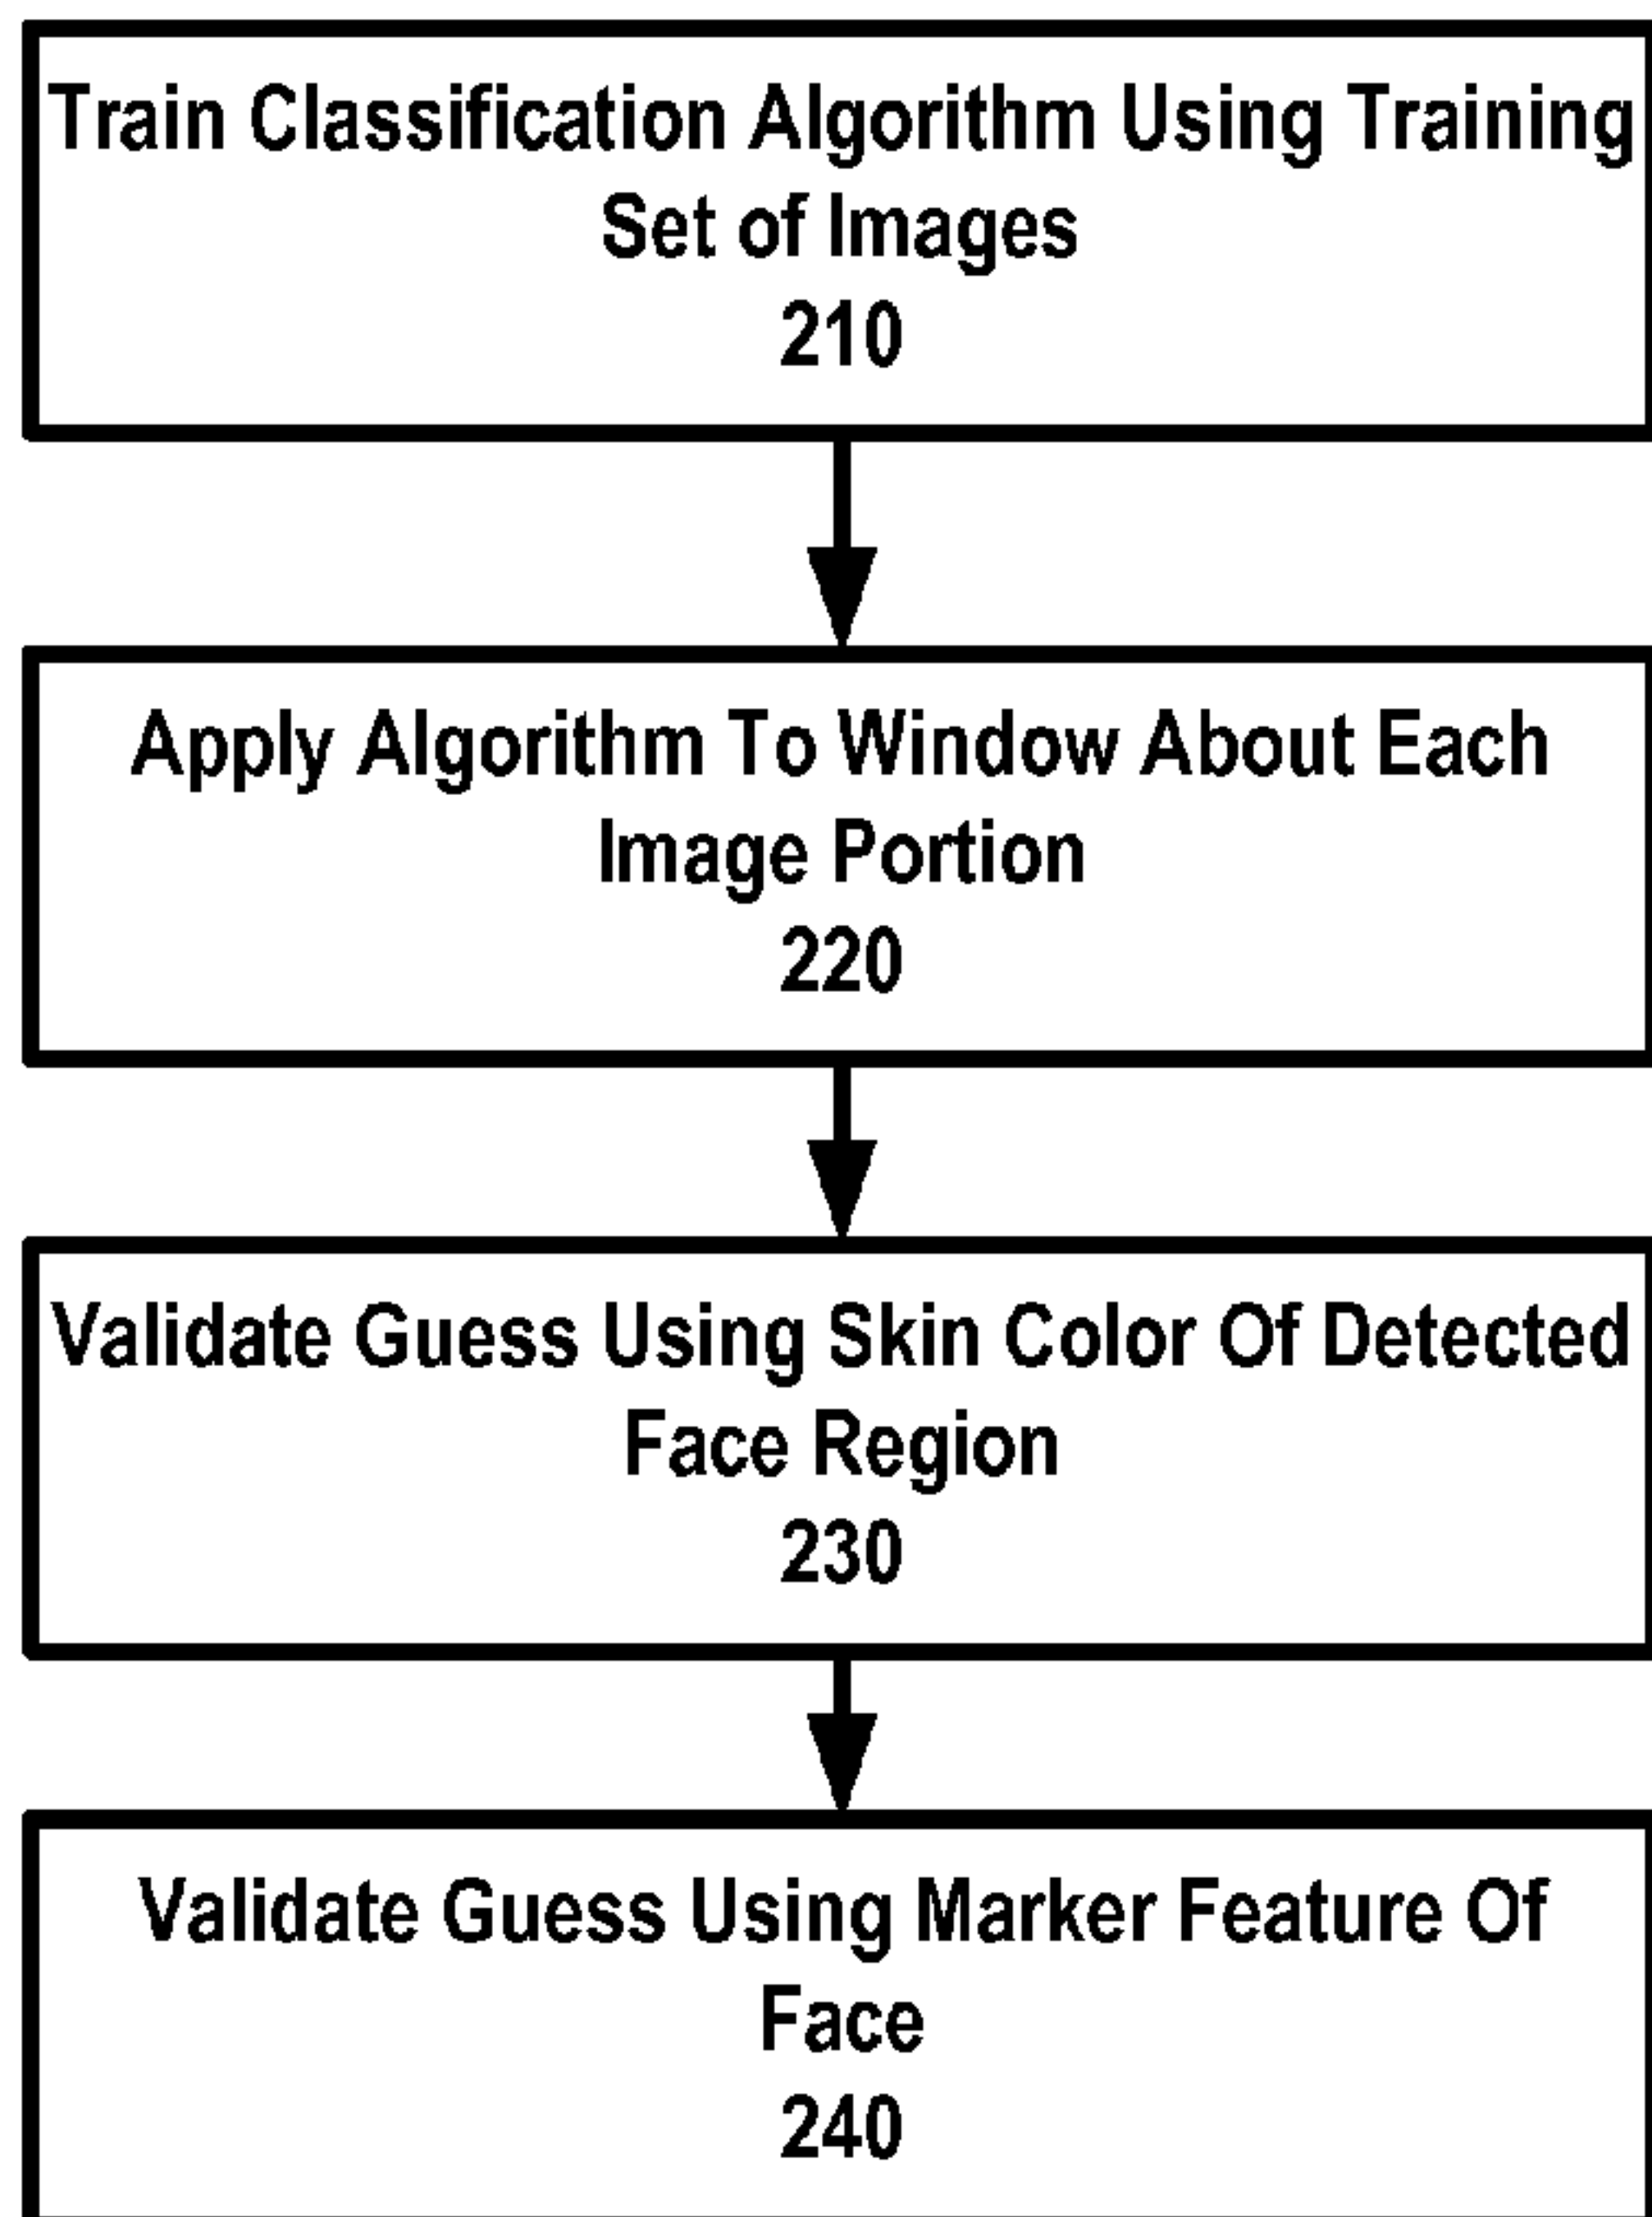 Train Classification Algorithm Using Training
Set of Images
210
Apply Algorithm To Window About Each
Image Portion
220
Validate Guess Using Skin Color Of Detected
Face Region
230
Validate Guess Using Marker Feature Of
Face
240